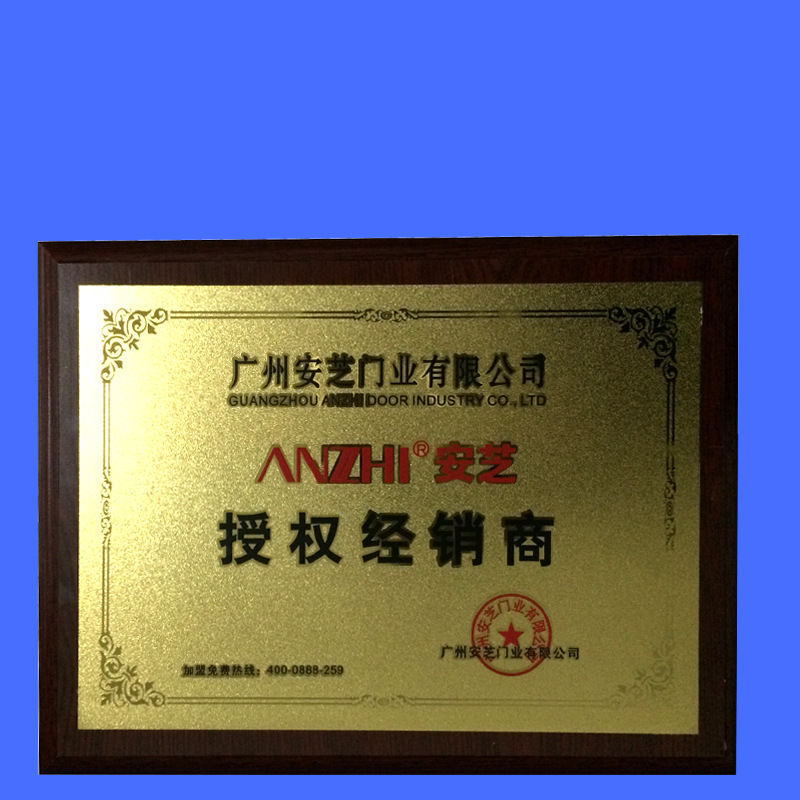 广州安芝门业有限公司
GUANGZHOU ANZHI DOOR INDUSTRY CO., LTD
ANZHI® 安芝
授权经销商
广州安芝门业有限公司
广州安芝门业有限公司
加盟免费热线：400-0888-259